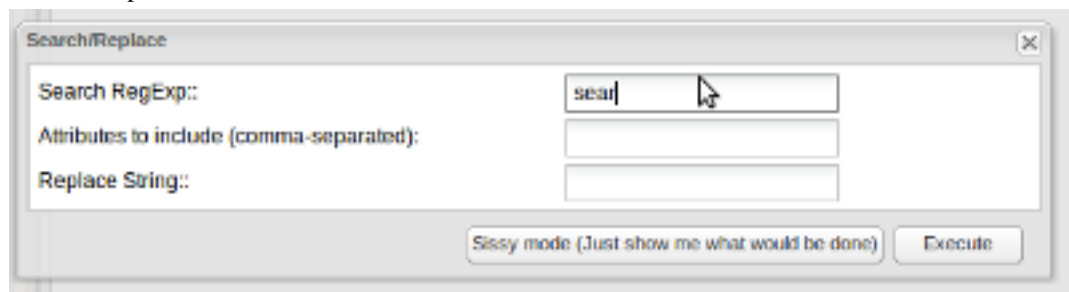 Search/Replace
Search RegExp:: sear
Attributes to include (comma-separated):
Replace String::
Sissy mode (Just show me what would be done) Execute